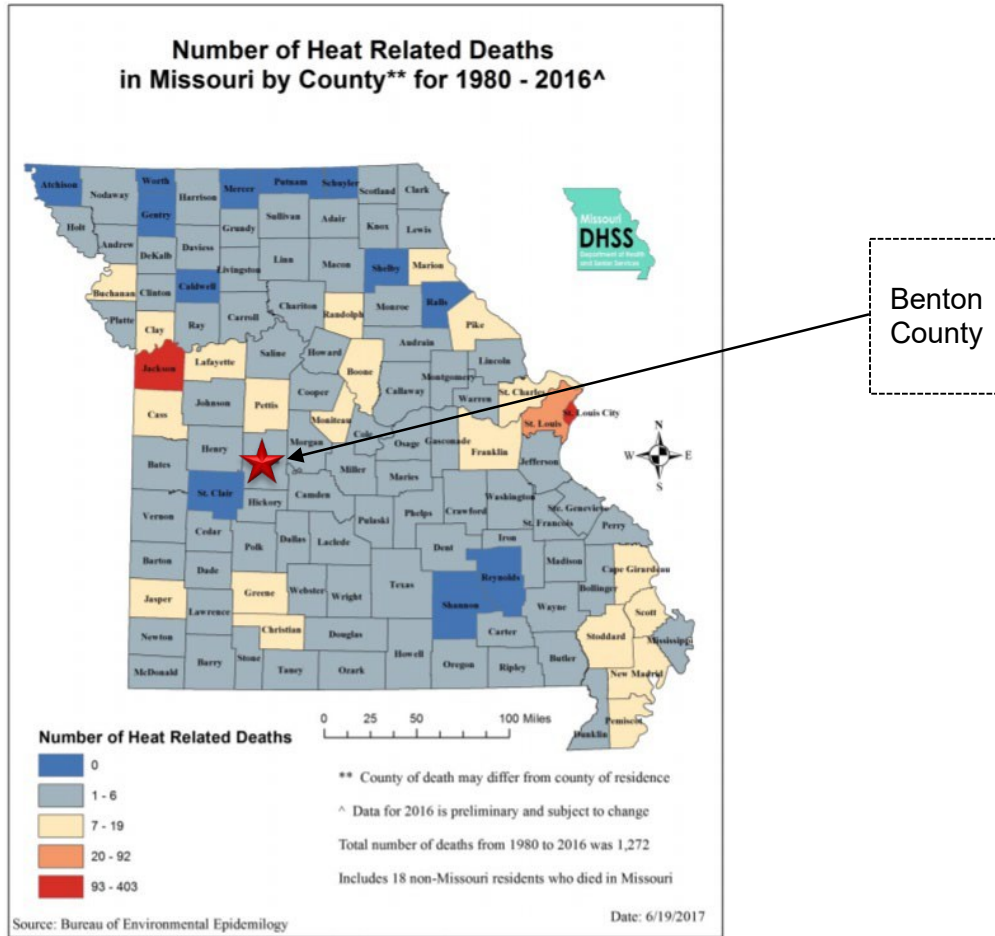 Number of Heat Related Deaths
in Missouri by County** for 1980 - 2016^
Atchison
Nodaway
Worth
Gentry
Harrison
Mercer
Putnam
Schuyler
Scotland
Clark
Holt
Andrew
DeKalb
Daviess
Grundy
Sullivan
Adair
Knox
Lewis
Buchanan
Clinton
Caldwell
Livingston
Linn
Macon
Shelby
Marion
Platte
Clay
Ray
Carroll
Chariton
Randolph
Monroe
Ralls
Pike
Jackson
Lafayette
Saline
Howard
Boone
Audrain
Callaway
Montgomery
Lincoln
Warren
St. Charles
St. Louis
St. Louis City
Cass
Johnson
Pettis
Cooper
Moniteau
Cole
Osage
Gasconade
Franklin
Jefferson
Bates
Henry
Morgan
Miller
Maries
St. Clair
Hickory
Camden
Pulaski
Phelps
Crawford
Washington
Ste. Genevieve
St. Francois
Perry
Vernon
Cedar
Polk
Dallas
Laclede
Dent
Iron
Madison
Bollinger
Cape Girardeau
Barton
Dade
Greene
Webster
Wright
Texas
Reynolds
Shannon
Wayne
Scott
Stoddard
Mississippi
Jasper
Lawrence
Christian
Douglas
Howell
Carter
Butler
New Madrid
Newton
McDonald
Barry
Stone
Taney
Ozark
Oregon
Ripley
Dunklin
Pemiscot
Missouri
DHSS
Department of Health
and Senior Services
Benton
County
N
W E
S
0 25 50 100 Miles
Number of Heat Related Deaths
0
1 - 6
7 - 19
20 - 92
93 - 403
** County of death may differ from county of residence
^ Data for 2016 is preliminary and subject to change
Total number of deaths from 1980 to 2016 was 1,272
Includes 18 non-Missouri residents who died in Missouri
Source: Bureau of Environmental Epidemilogy
Date: 6/19/2017